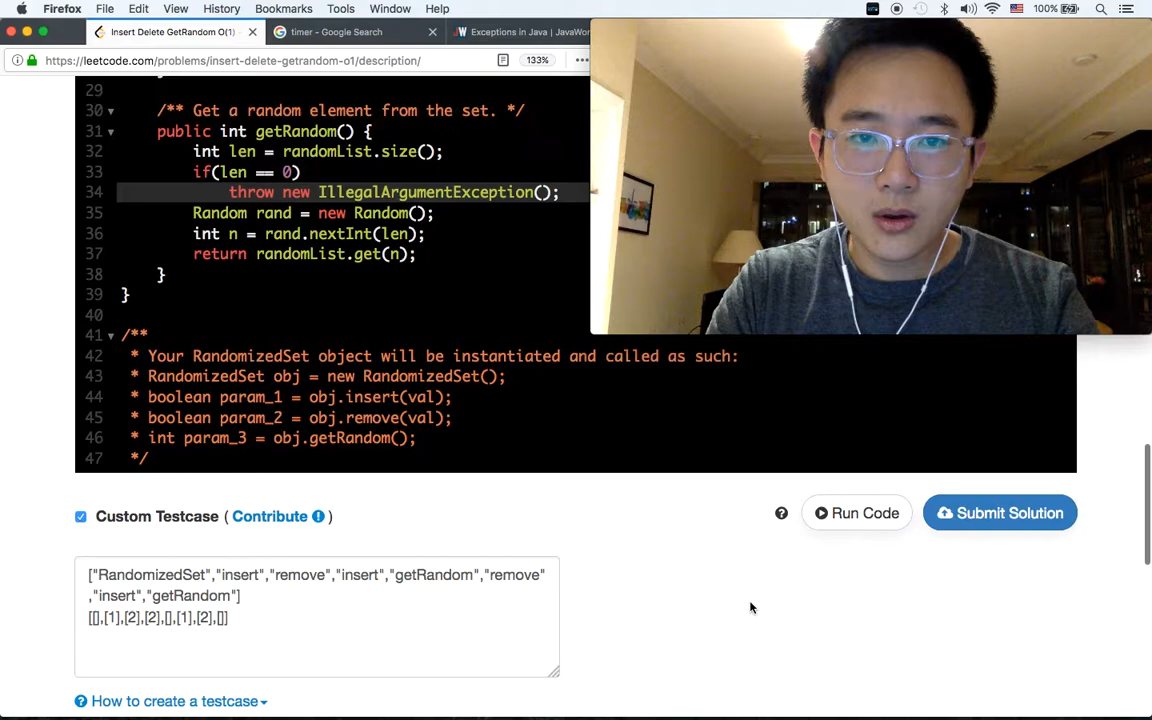 Firefox File Edit View History Bookmarks Tools Window Help 100%
Insert Delete GetRandom O(1) timer - Google Search JW Exceptions in Java | JavaWor
https://leetcode.com/problems/insert-delete-getrandom-o1/description/ 133%
29
30 /** Get a random element from the set. */
31 public int getRandom() {
32 int len = randomList.size();
33 if(len == 0)
34 throw new IllegalArgumentException();
35 Random rand = new Random();
36 int n = rand.nextInt(len);
37 return randomList.get(n);
38 }
39 }
40
41 /**
42 * Your RandomizedSet object will be instantiated and called as such:
43 * RandomizedSet obj = new RandomizedSet();
44 * boolean param_1 = obj.insert(val);
45 * boolean param_2 = obj.remove(val);
46 * int param_3 = obj.getRandom();
47 */
Custom Testcase ( Contribute ) ? Run Code Submit Solution
["RandomizedSet","insert","remove","insert","getRandom","remove"
,"insert","getRandom"]
[[],[1],[2],[2],[],[1],[2],[]]
? How to create a testcase